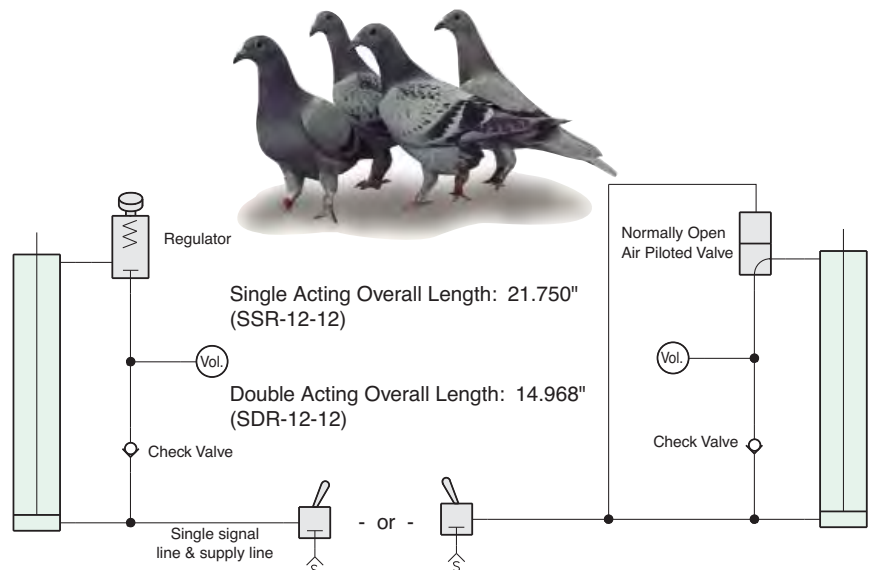 Regulator
Normally Open
Air Piloted Valve
Single Acting Overall Length: 21.750"
(SSR-12-12)
Vol.
Vol.
Double Acting Overall Length: 14.968"
(SDR-12-12)
Check Valve
Check Valve
Single signal
line & supply line
- or -
S
S